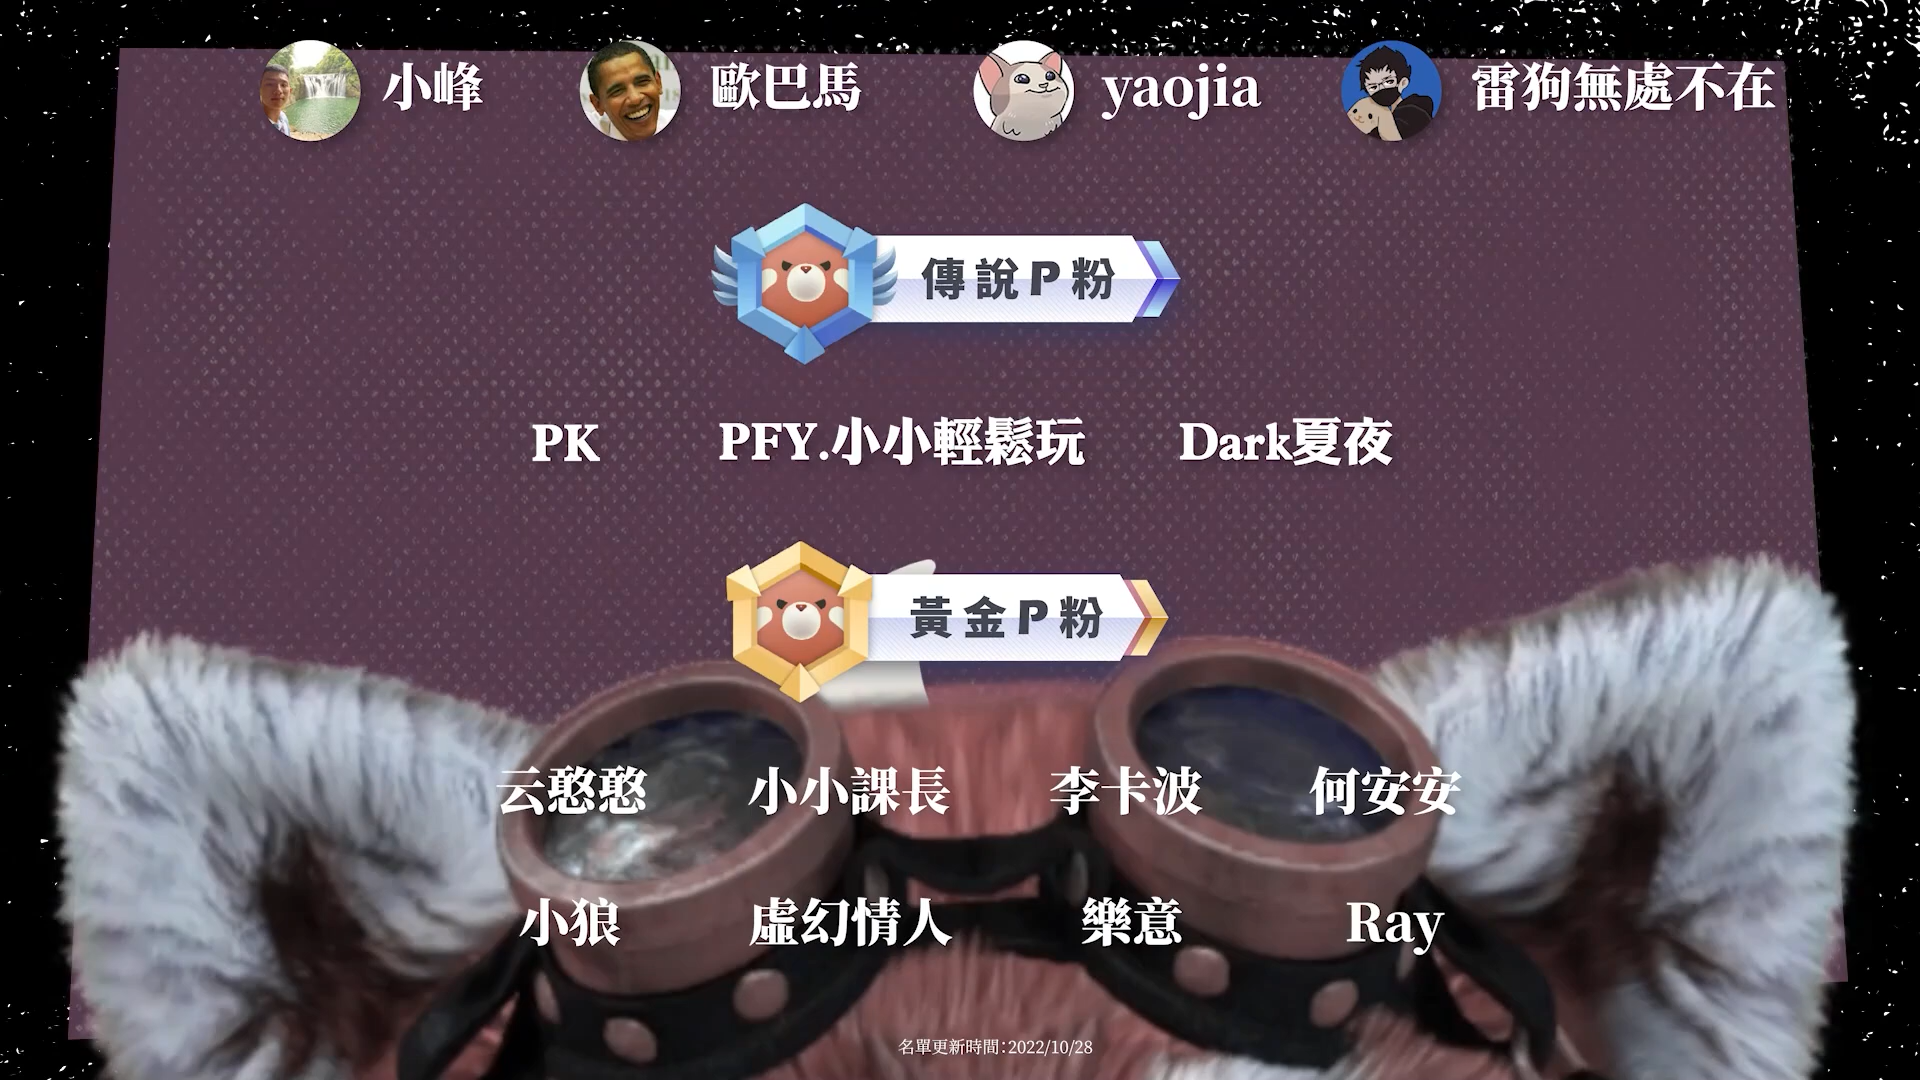 小峰 歐巴馬 yaojia 雷狗無處不在
傳說P粉
PK PFY.小小輕鬆玩 Dark夏夜
黃金P粉
云憨憨 小小課長 李卡波 何安安
小狼 虛幻情人 樂意 Ray
名單更新時間:2022/10/28